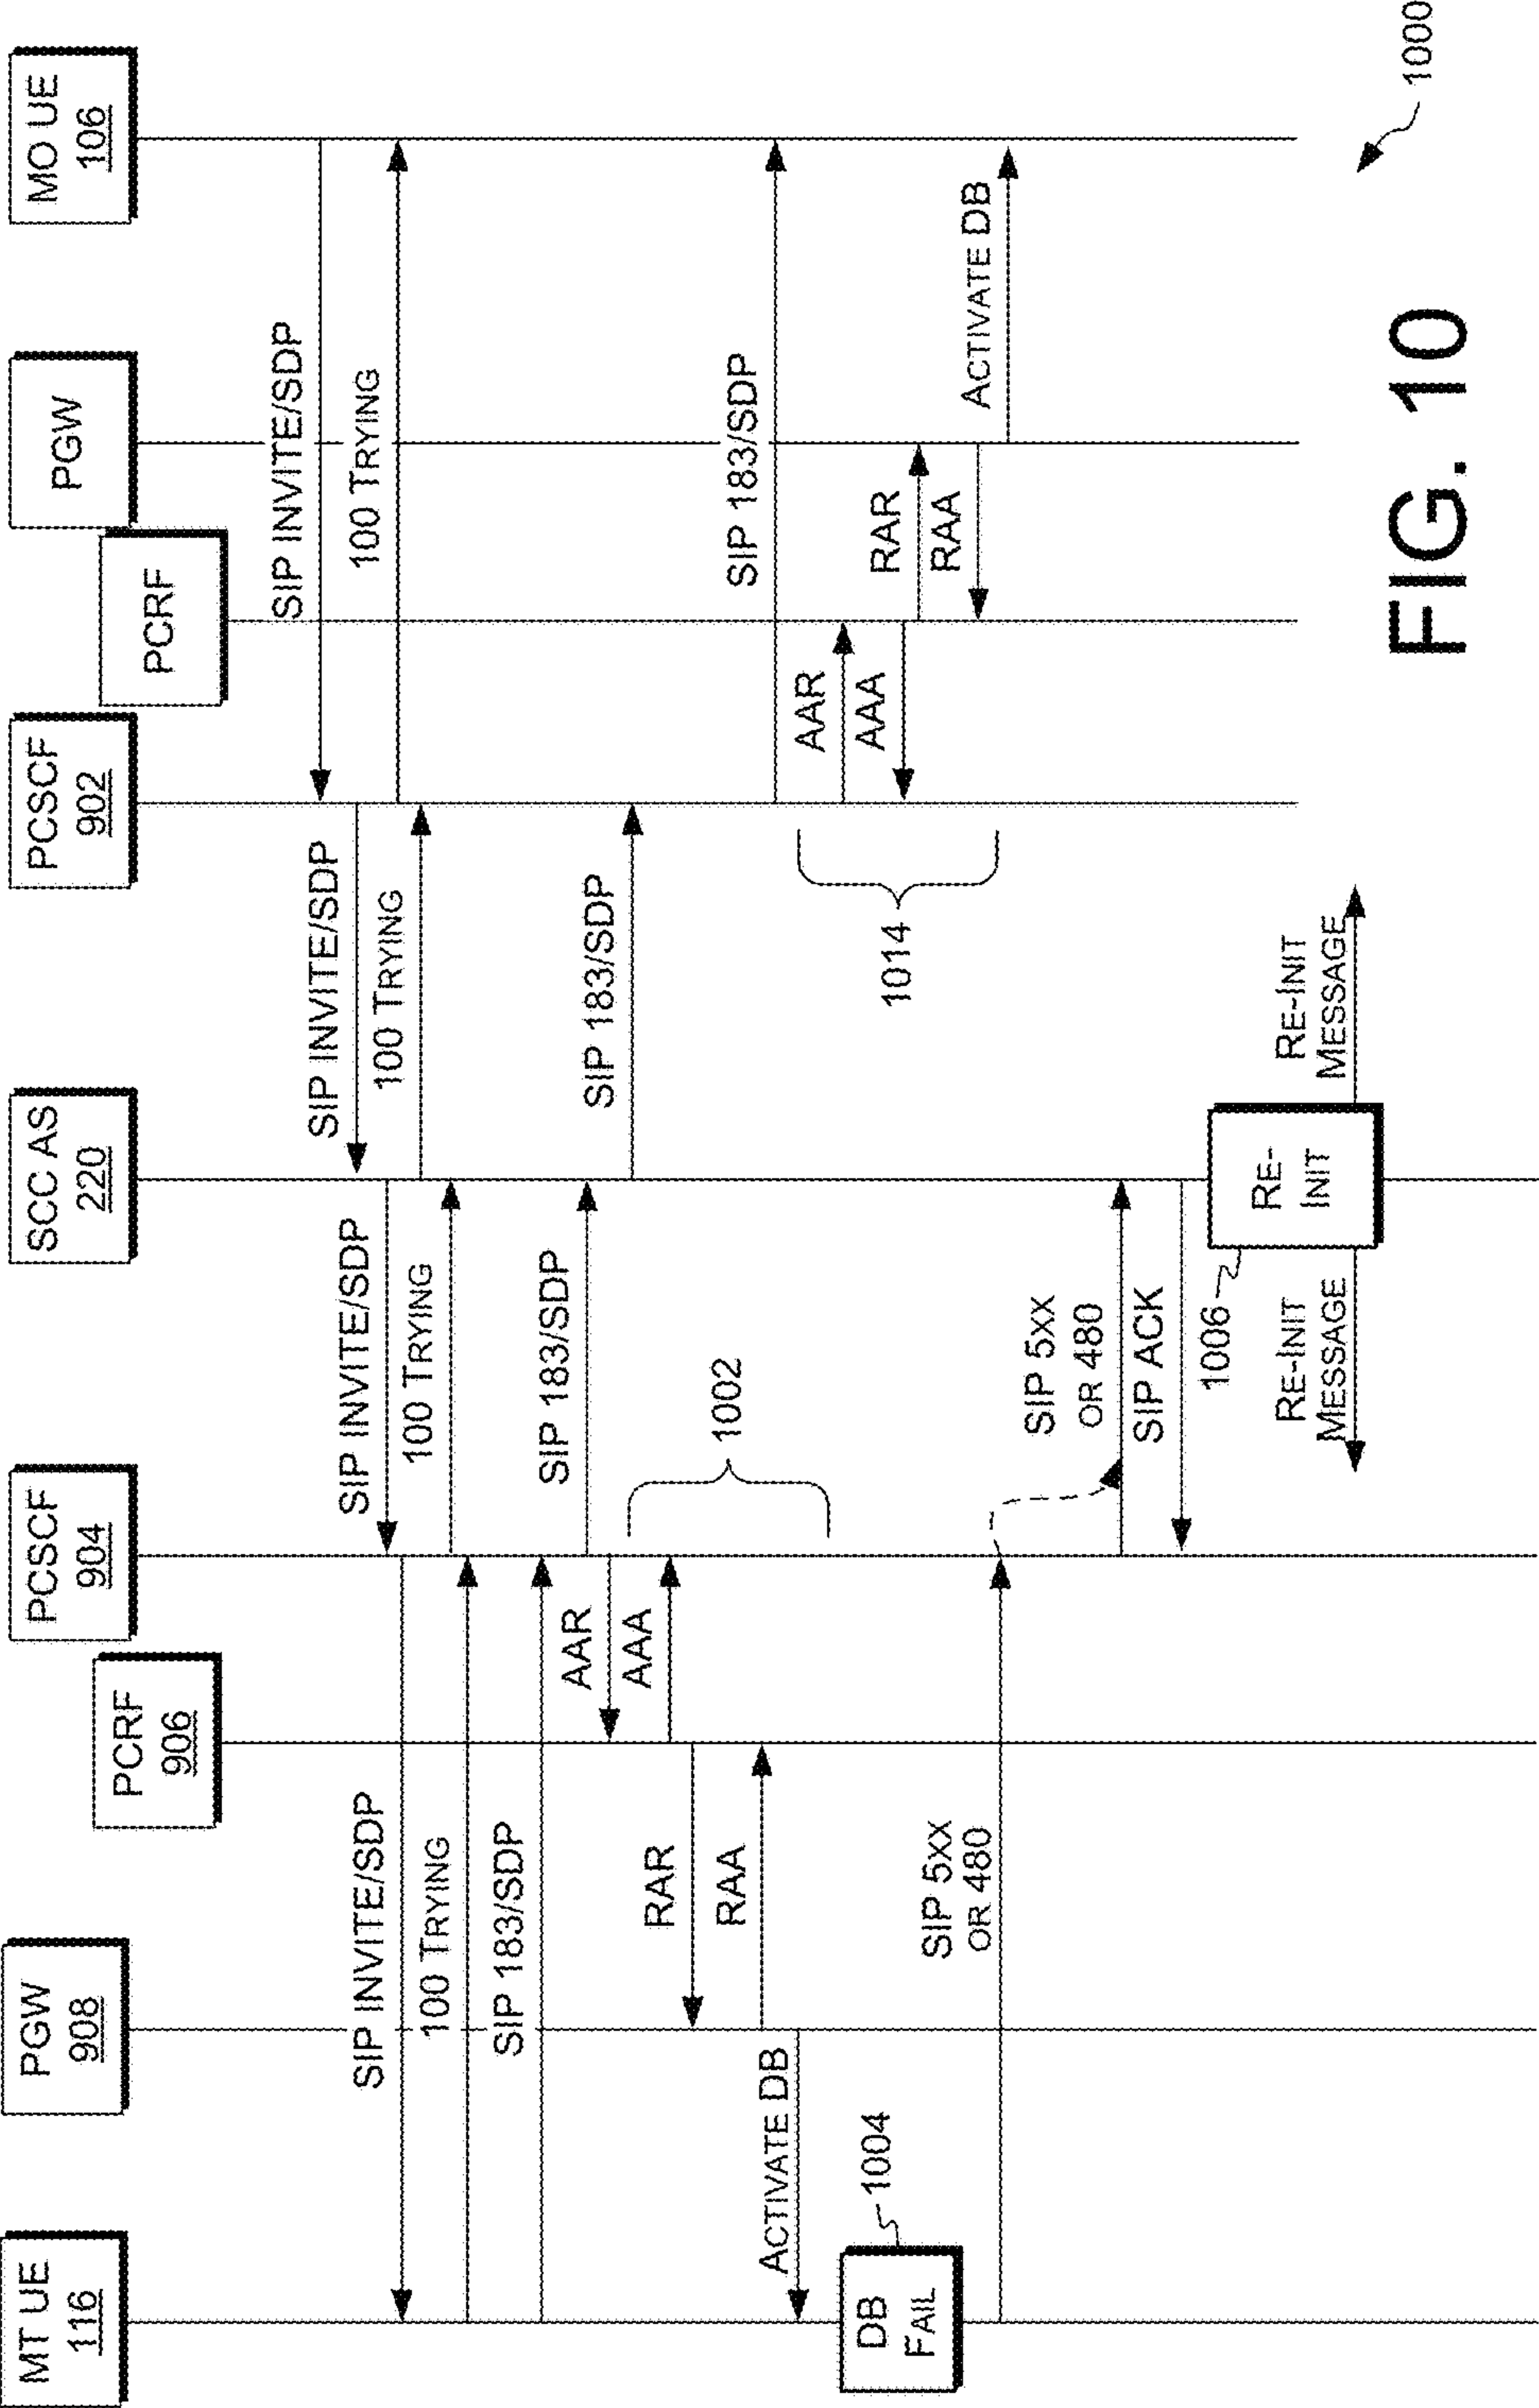 MT UE
116
PGW
908
PCRF
906
PCSCF
904
SCC AS
220
PCSCF
902
PCRF
PGW
MO UE
106
SIP INVITE/SDP
SIP INVITE/SDP
SIP INVITE/SDP
SIP INVITE/SDP
100 TRYING
100 TRYING
100 TRYING
100 TRYING
SIP 183/SDP
SIP 183/SDP
SIP 183/SDP
SIP 183/SDP
AAR
AAA
1002
RAR
RAA
ACTIVATE DB
AAR
AAA
1014
RAR
RAA
ACTIVATE DB
DB
FAIL
1004
SIP 5XX
OR 480
SIP 5XX
OR 480
SIP ACK
1006
RE-
INIT
RE-INIT
MESSAGE
RE-INIT
MESSAGE
FIG. 10
1000